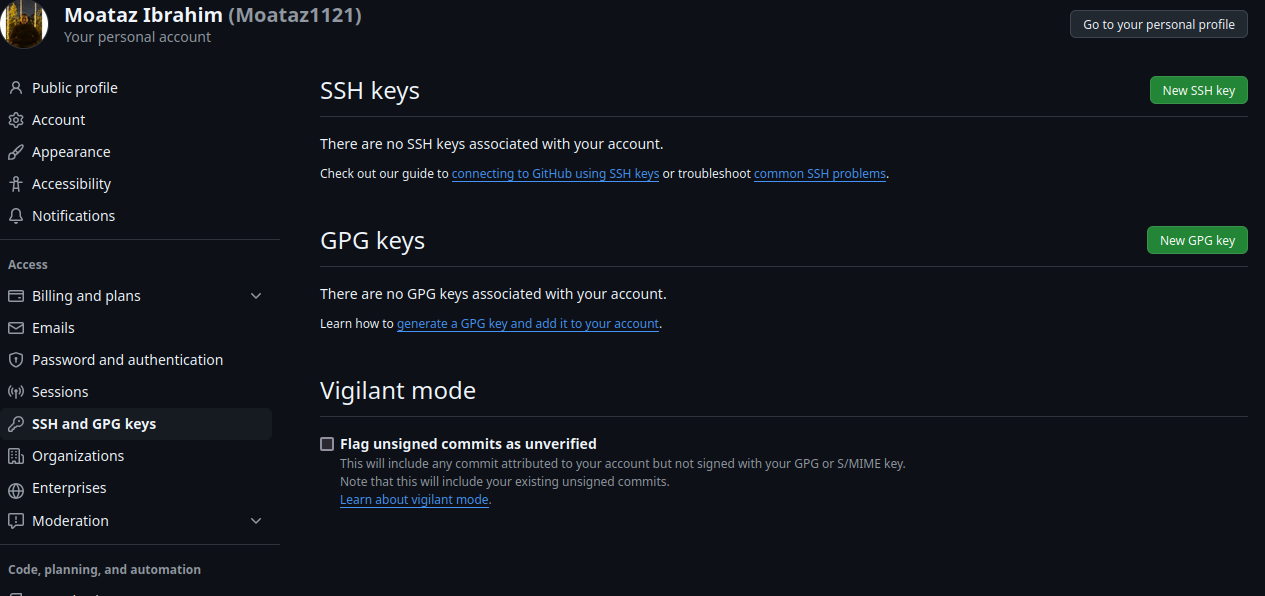 Moataz Ibrahim (Moataz1121)
Your personal account
Go to your personal profile
Public profile
Account
Appearance
Accessibility
Notifications
Access
Billing and plans
Emails
Password and authentication
Sessions
SSH and GPG keys
Organizations
Enterprises
Moderation
Code, planning, and automation
SSH keys
New SSH key
There are no SSH keys associated with your account.
Check out our guide to connecting to GitHub using SSH keys or troubleshoot common SSH problems.
GPG keys
New GPG key
There are no GPG keys associated with your account.
Learn how to generate a GPG key and add it to your account.
Vigilant mode
Flag unsigned commits as unverified
This will include any commit attributed to your account but not signed with your GPG or S/MIME key.
Note that this will include your existing unsigned commits.
Learn about vigilant mode.